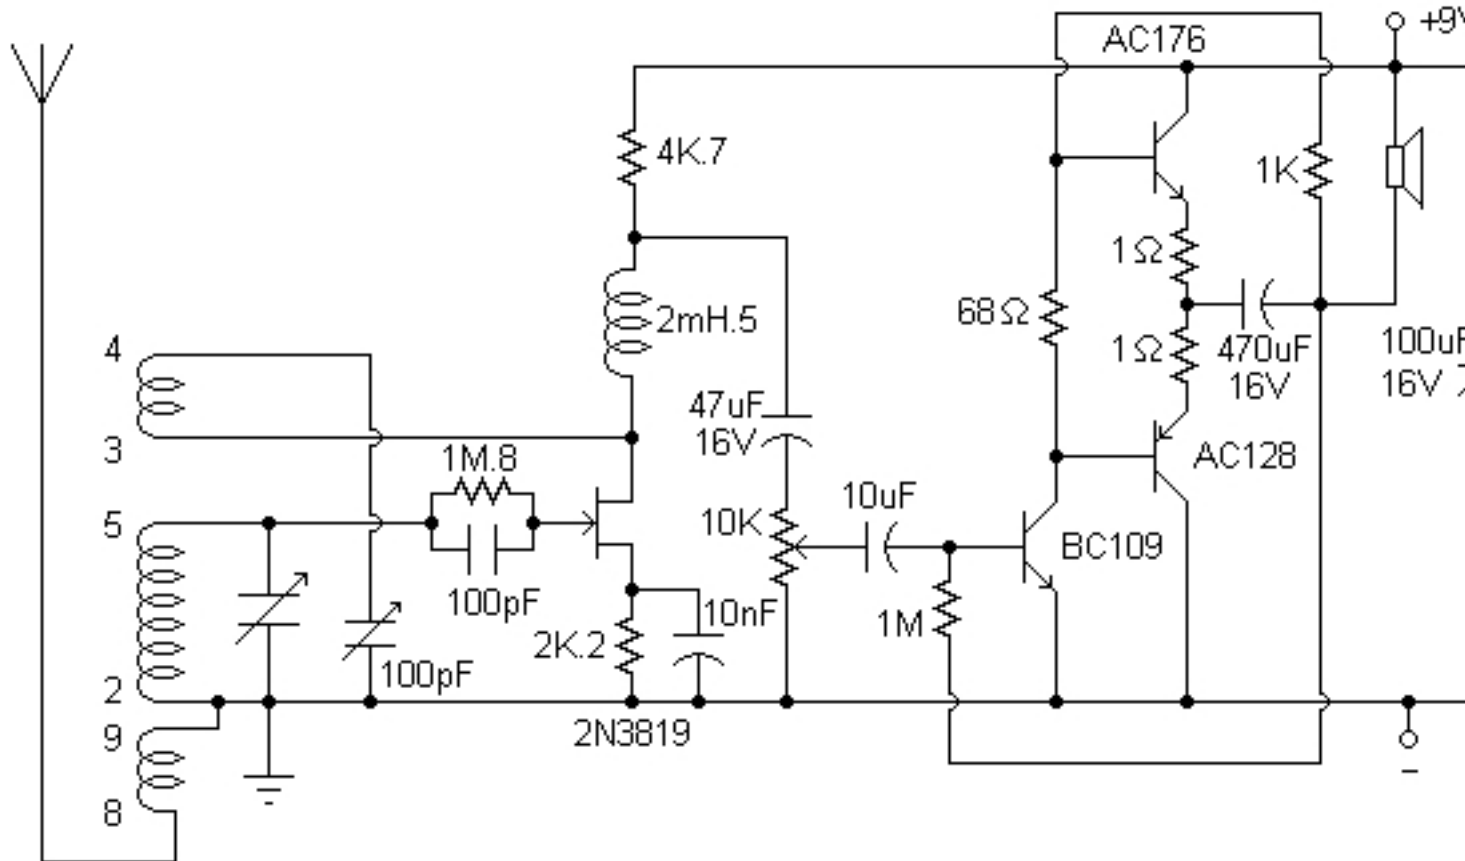 +9V
AC176
4K.7
1K
1Ω
2mH.5
68Ω
1Ω
470uF
16V
100uF
16V
4
3
47uF
16V
1M.8
AC128
10uF
5
10K
BC109
100pF
10nF
1M
2K.2
100pF
2
9
2N3819
8
-